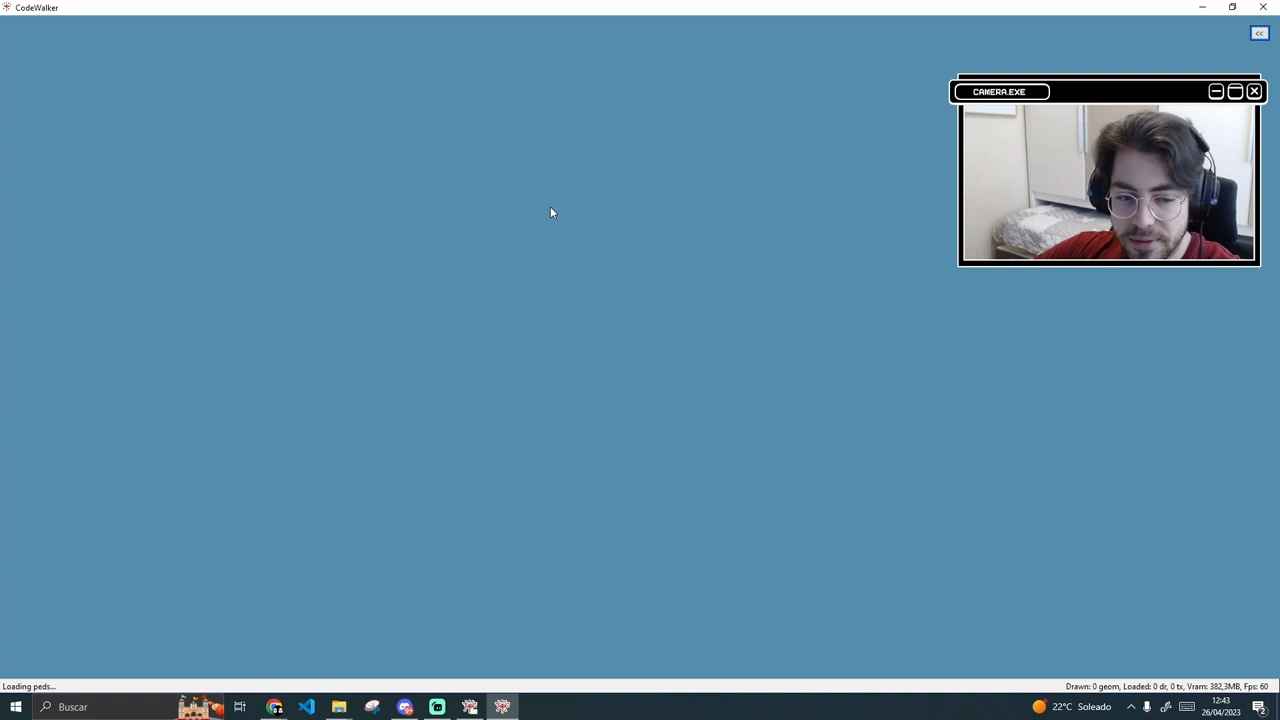 CodeWalker
<<
CAMERA.EXE
Loading peds...
Drawn: 0 geom, Loaded: 0 dr, 0 tx, Vram: 382,3MB, Fps: 60
Buscar
22°C Soleado
12:43
26/04/2023
2